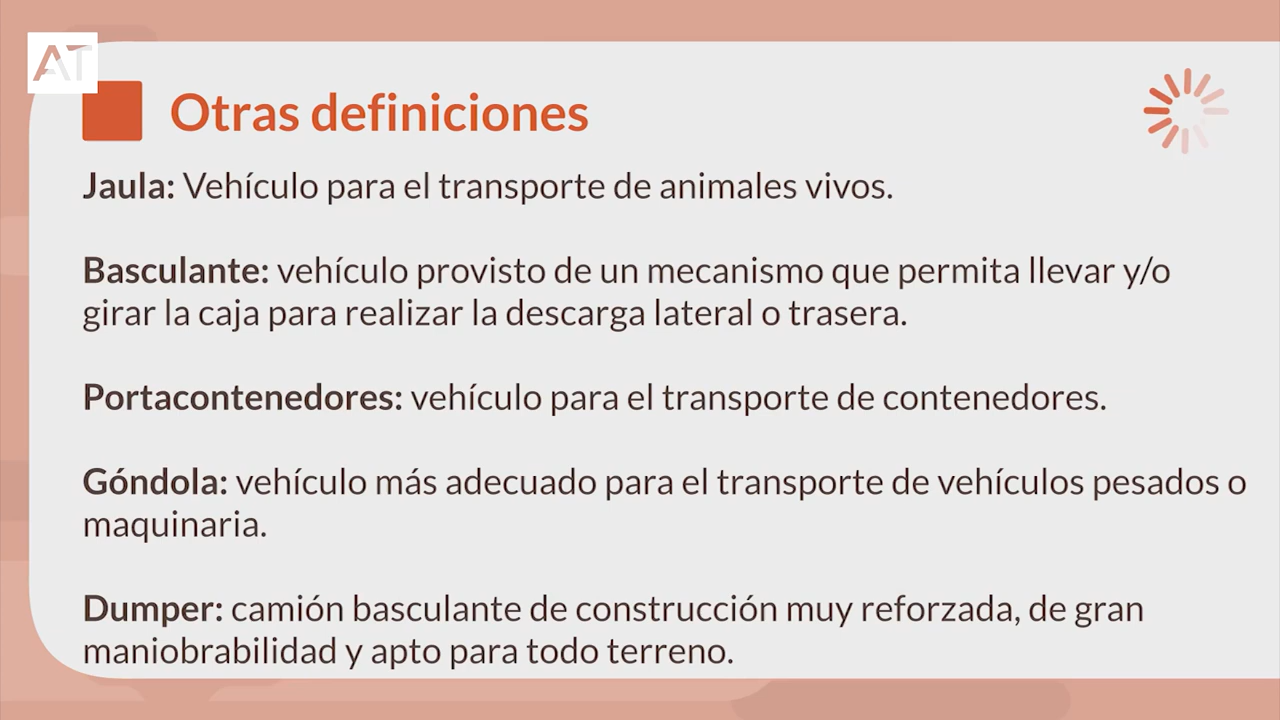 AT
Otras definiciones
Jaula: Vehículo para el transporte de animales vivos.
Basculante: vehículo provisto de un mecanismo que permita llevar y/o
girar la caja para realizar la descarga lateral o trasera.
Portacontenedores: vehículo para el transporte de contenedores.
Góndola: vehículo más adecuado para el transporte de vehículos pesados o
maquinaria.
Dumper: camión basculante de construcción muy reforzada, de gran
maniobrabilidad y apto para todo terreno.